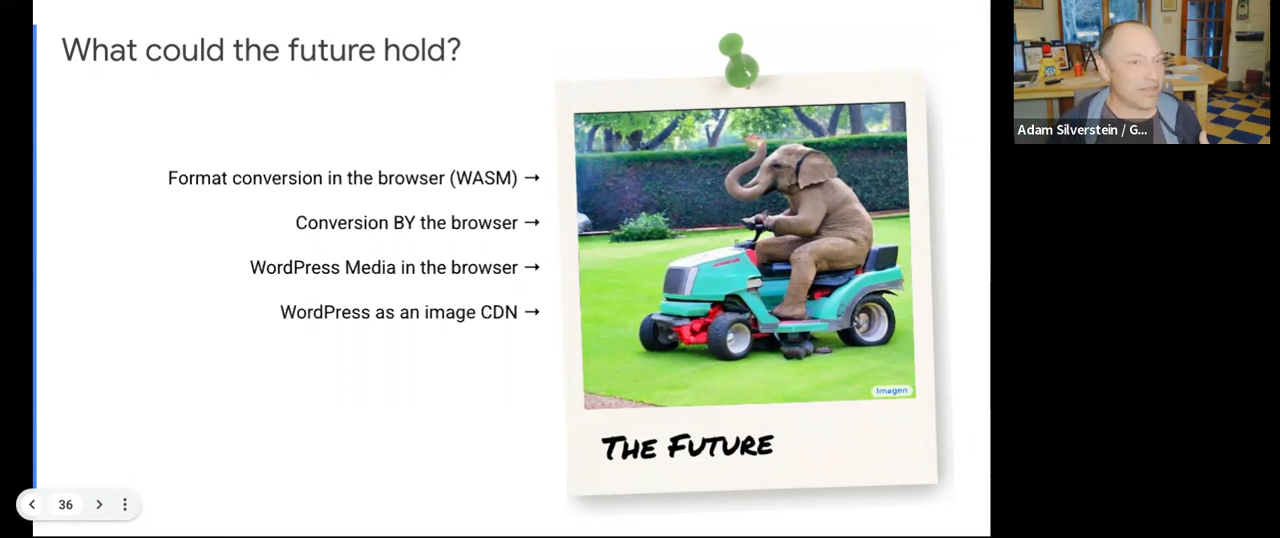 What could the future hold?
Format conversion in the browser (WASM) →
Conversion BY the browser →
WordPress Media in the browser →
WordPress as an image CDN →
Imagen
THE FUTURE
36
Adam Silverstein / G...